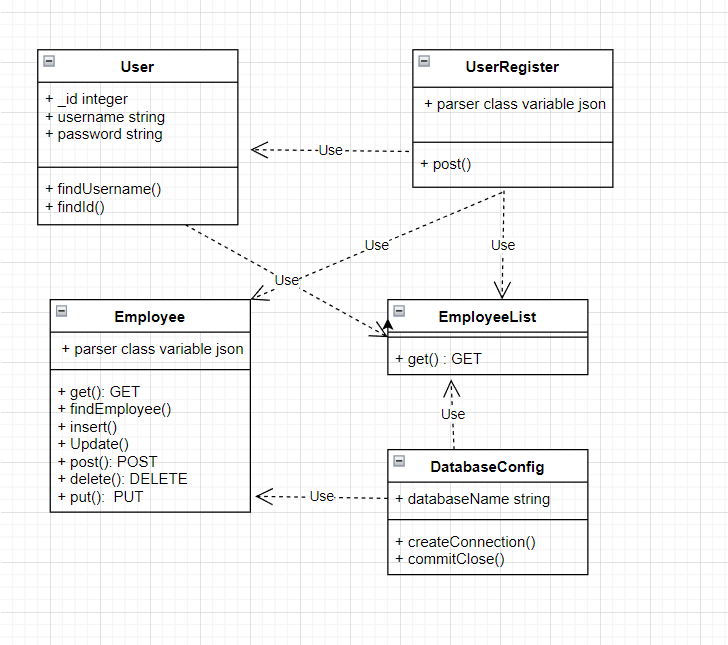 User
+ _id integer
+ username string
+ password string
+ findUsername()
+ findId()
UserRegister
+ parser class variable json
+ post()
Use
Use
Use
Use
Employee
+ parser class variable json
+ get(): GET
+ findEmployee()
+ insert()
+ Update()
+ post(): POST
+ delete(): DELETE
+ put(): PUT
EmployeeList
+ get() : GET
Use
Use
DatabaseConfig
+ databaseName string
+ createConnection()
+ commitClose()